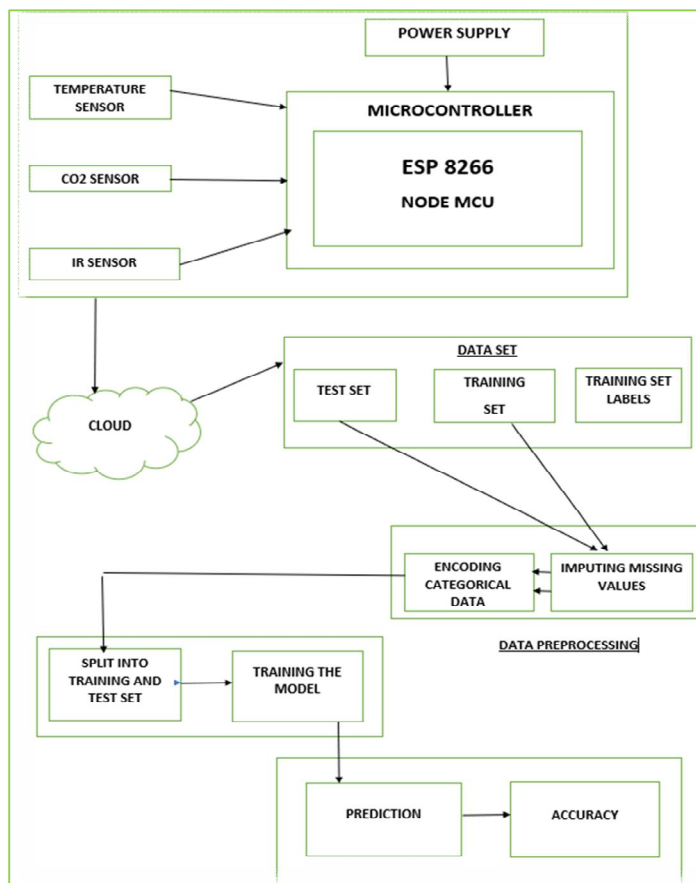 POWER SUPPLY
TEMPERATURE
SENSOR
MICROCONTROLLER
ESP 8266
NODE MCU
CO2 SENSOR
IR SENSOR
DATA SET
TEST SET
TRAINING
SET
TRAINING SET
LABELS
CLOUD
ENCODING
CATEGORICAL
DATA
IMPUTING MISSING
VALUES
DATA PREPROCESSING
SPLIT INTO
TRAINING AND
TEST SET
TRAINING THE
MODEL
PREDICTION
ACCURACY